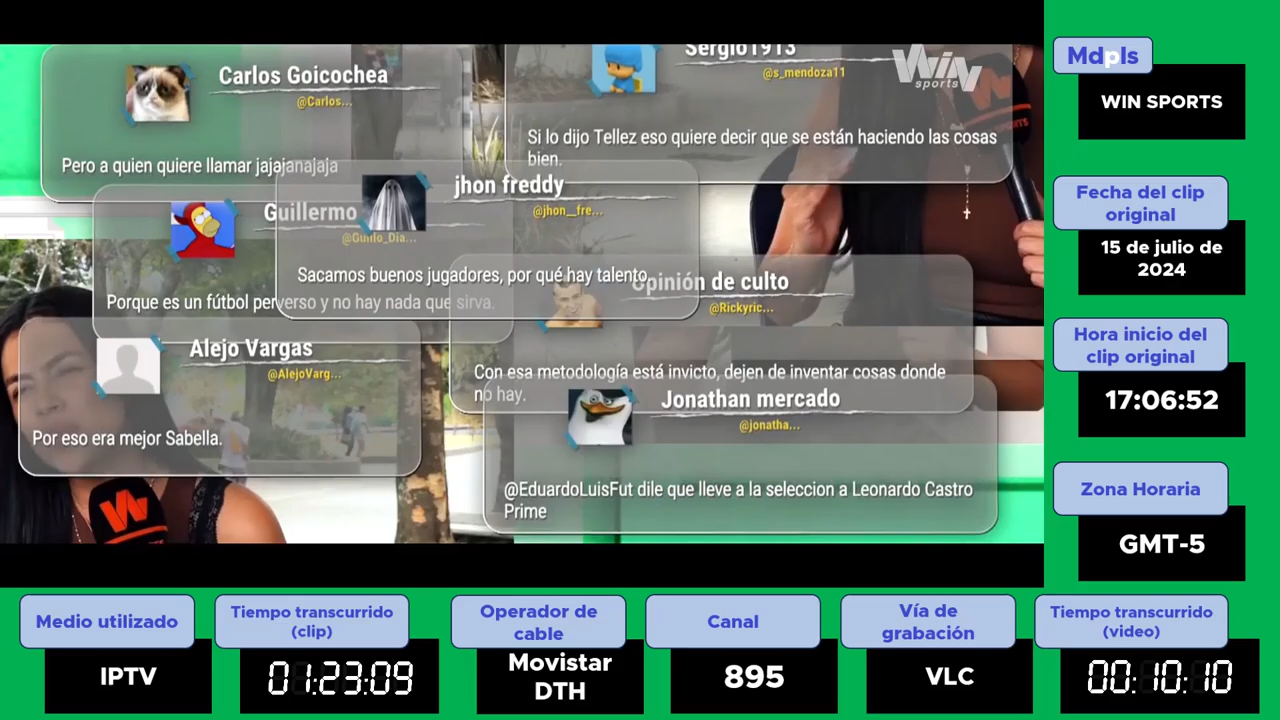 Carlos Goicochea
@Carlos...
Pero a quien quiere llamar jajajanajaja
Sergio1913
@s_mendoza11
Si lo dijo Tellez eso quiere decir que se están haciendo las cosas
bien.
WIN
sports
Guillermo
@Guillo_Dia...
Porque es un fútbol perverso y no hay nada que sirva.
jhon freddy
@jhon__fre...
Sacamos buenos jugadores, por qué hay talento.
Opinión de culto
@Rickyric...
Con esa metodología está invicto, dejen de inventar cosas donde
no hay.
Alejo Vargas
@AlejoVarg...
Por eso era mejor Sabella.
Jonathan mercado
@jonatha...
@EduardoLuisFut dile que lleve a la seleccion a Leonardo Castro
Prime
Mdpls
WIN SPORTS
Fecha del clip
original
15 de julio de
2024
Hora inicio del
clip original
17:06:52
Zona Horaria
GMT-5
Medio utilizado
IPTV
Tiempo transcurrido
(clip)
01:23:09
Operador de
cable
Movistar
DTH
Canal
895
Vía de
grabación
VLC
Tiempo transcurrido
(video)
00:10:10